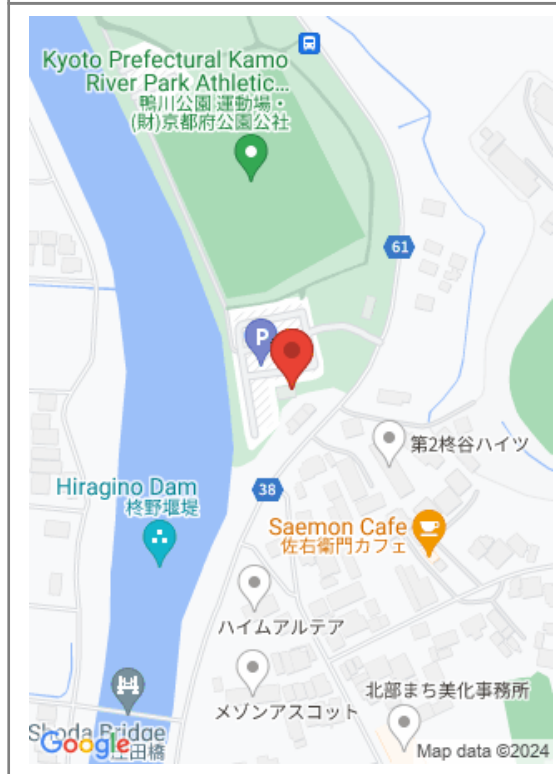 Kyoto Prefectural Kamo
River Park Athletic...
鴨川公園 運動場・
(財)京都府公園公社
61
P
第2柊谷ハイツ
38
Hiragino Dam
柊野堰堤
Saemon Cafe
佐右衛門カフェ
ハイムアルテア
メゾンアスコット
北部まち美化事務所
Shoda Bridge
庄田橋
Google
Map data ©2024